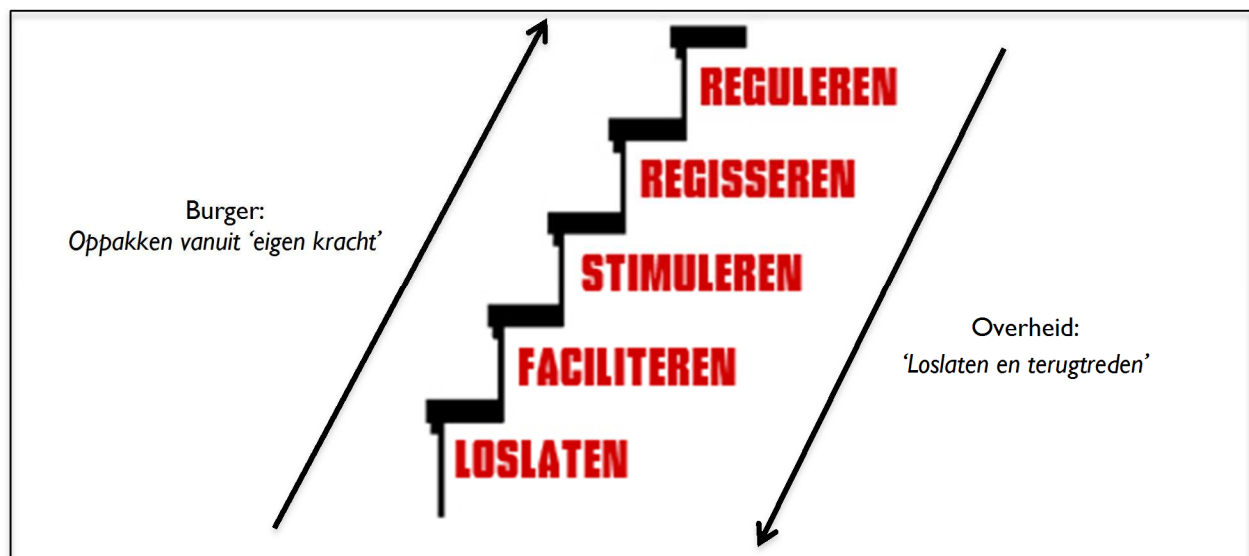 REGULEREN
REGISSEREN
Burger:
Oppakken vanuit ‘eigen kracht’
STIMULEREN
Overheid:
‘Loslaten en terugtreden’
FACILITEREN
LOSLATEN